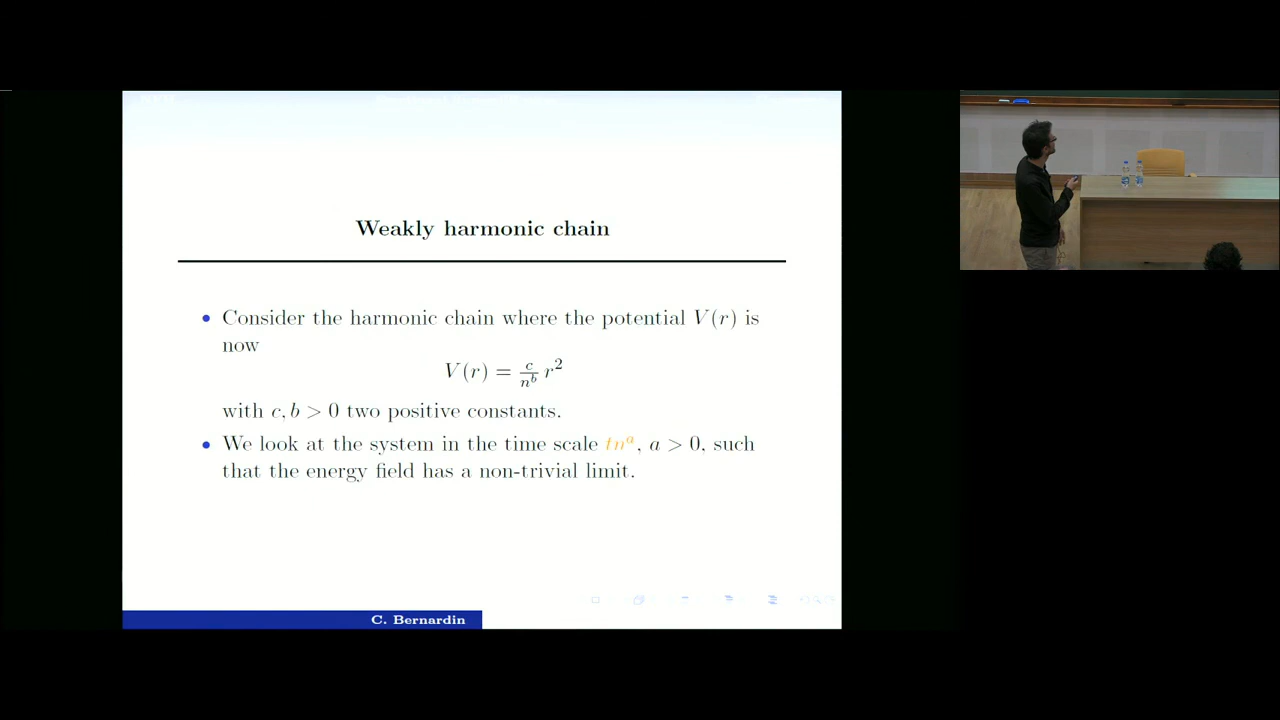 Weakly harmonic chain
• Consider the harmonic chain where the potential V(r) is
now
V(r) = \frac{c}{n^b} r^2
with c, b > 0 two positive constants.
• We look at the system in the time scale tn^a, a > 0, such
that the energy field has a non-trivial limit.
C. Bernardin